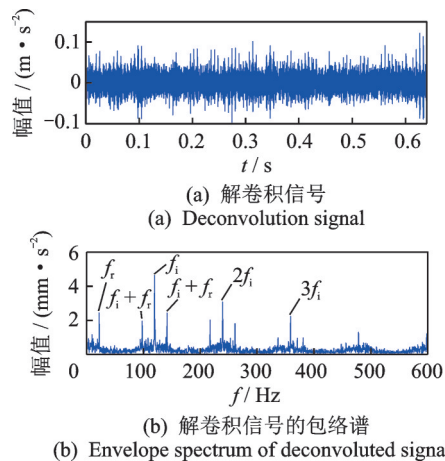 幅值 / (m·s⁻²)
0.1
0
−0.1
0 0.1 0.2 0.3 0.4 0.5 0.6
t / s
(a) 解卷积信号
(a) Deconvolution signal
幅值 / (mm·s⁻²)
6
4
2
fr
fi + fr
fi
fi + fr
2fi
3fi
0 100 200 300 400 500 600
f / Hz
(b) 解卷积信号的包络谱
(b) Envelope spectrum of deconvoluted signa